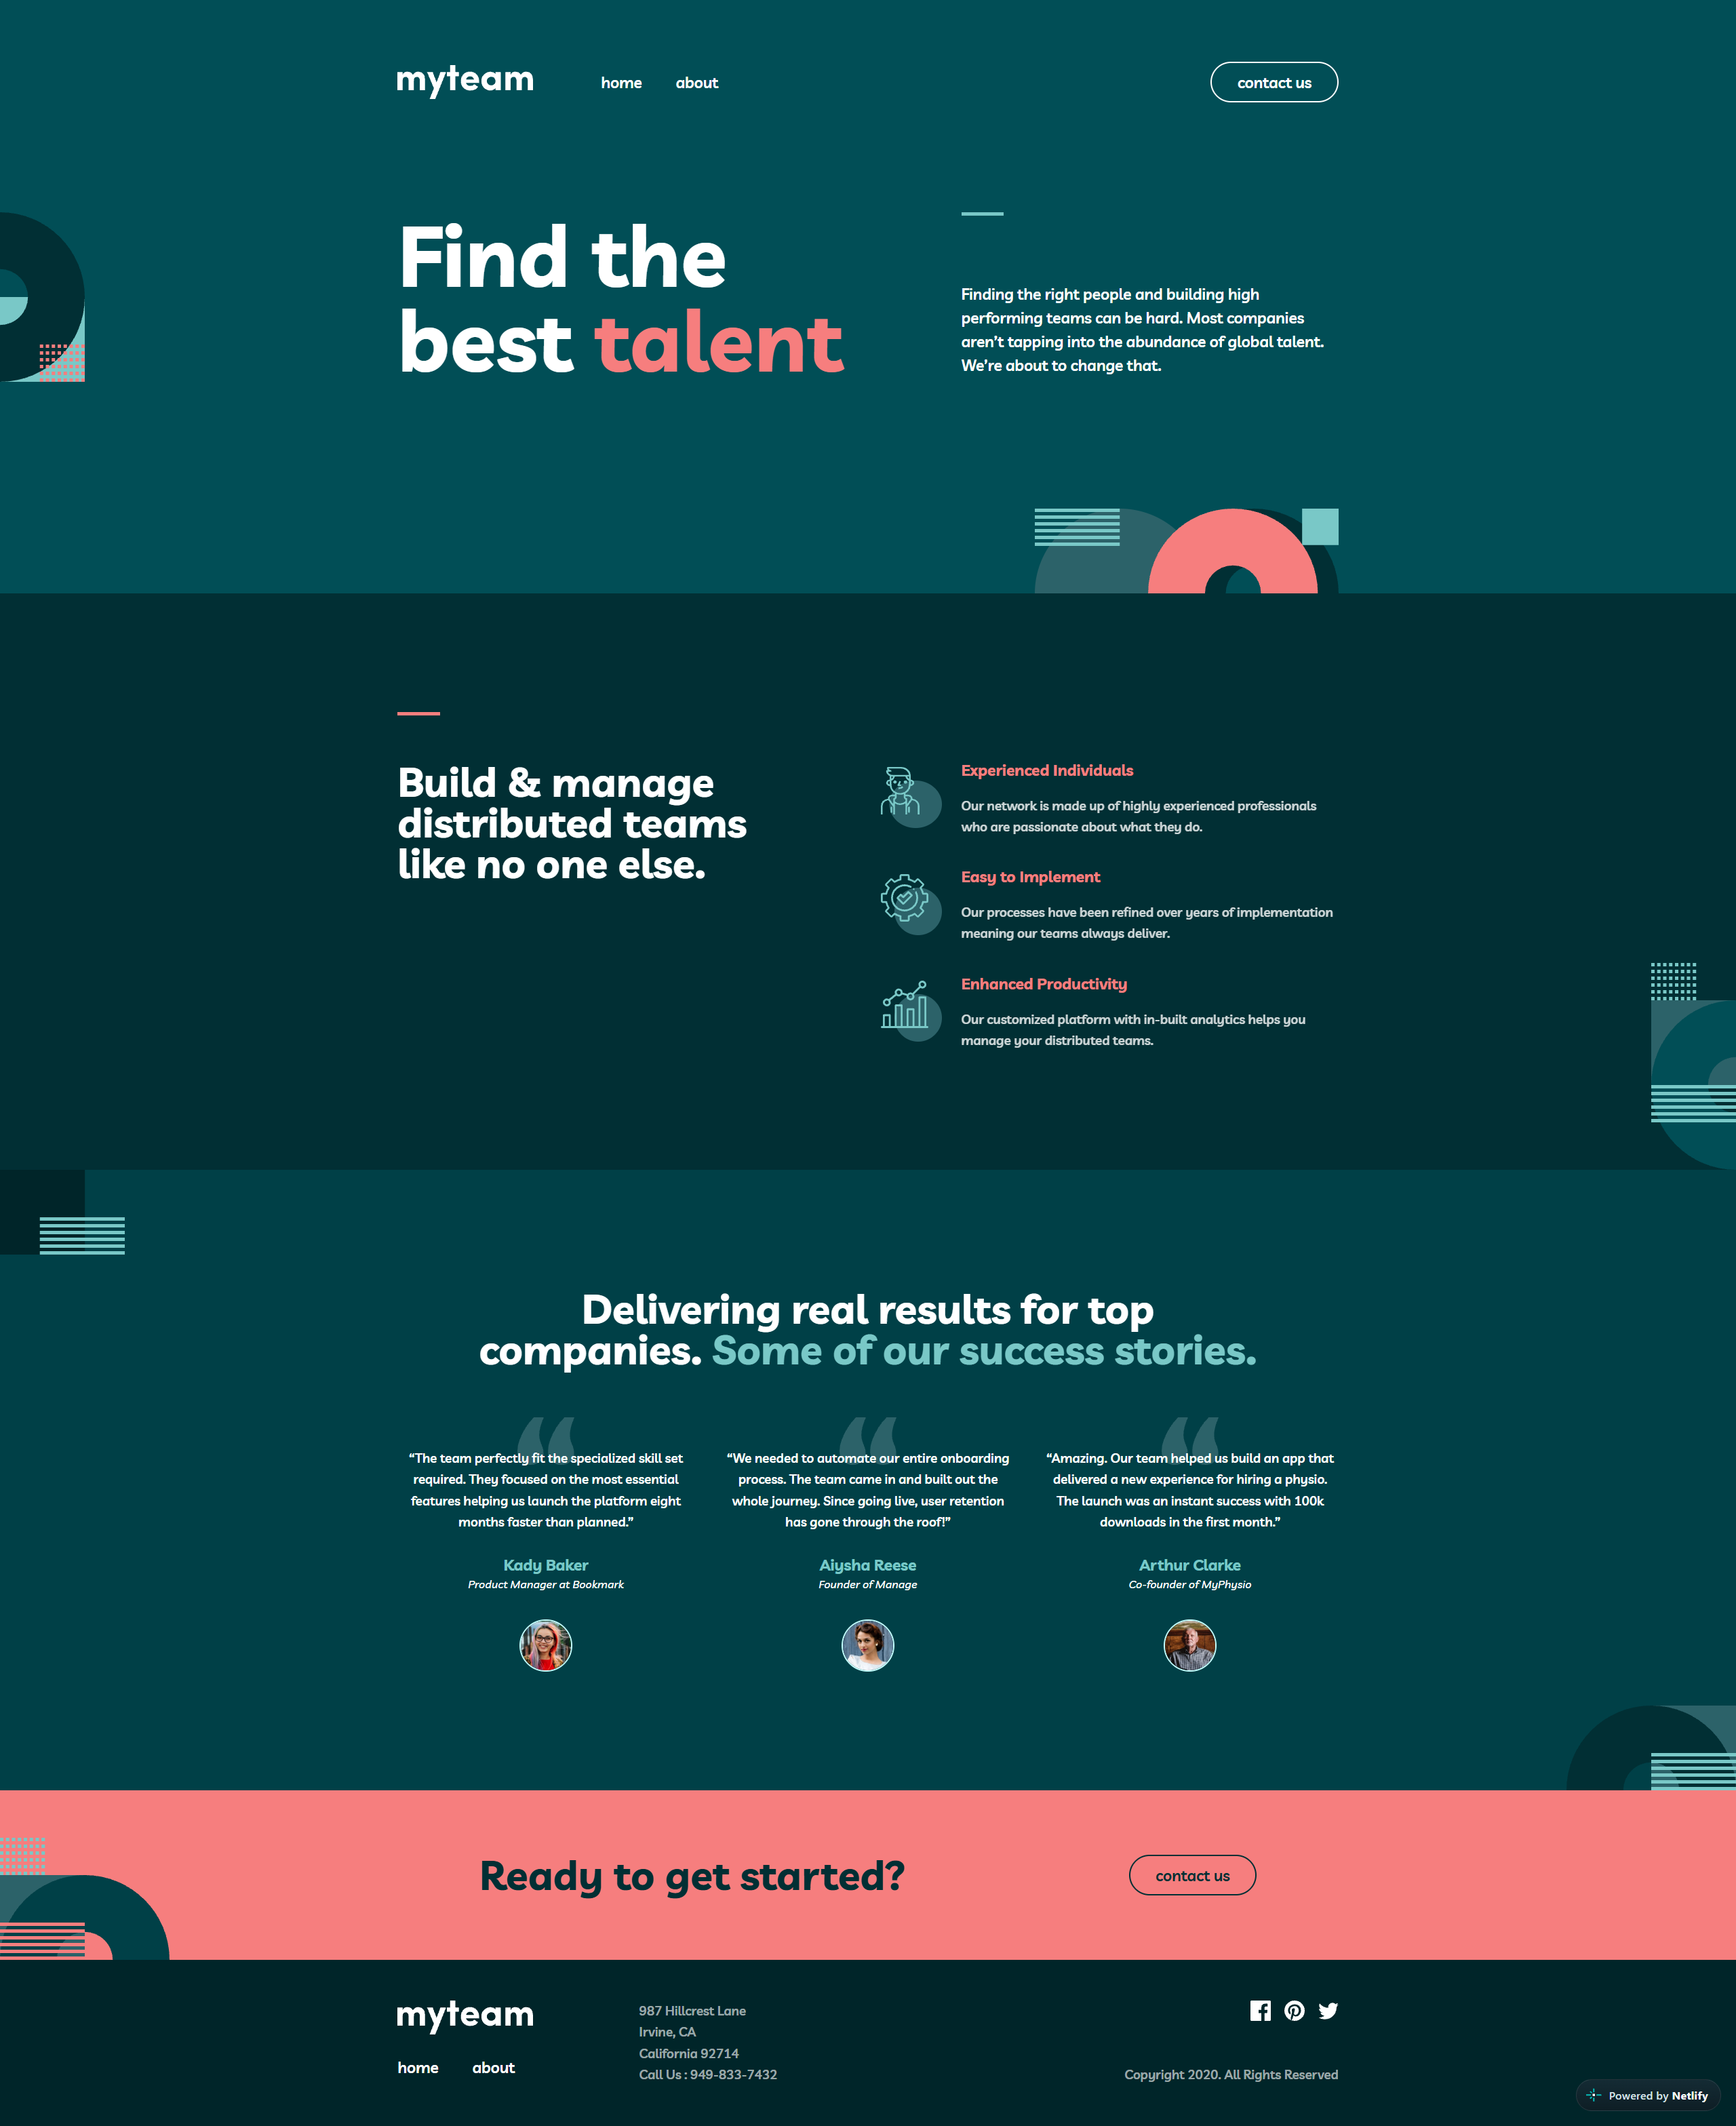 myteam
home
about
contact us
Find the
best talent
Finding the right people and building high
performing teams can be hard. Most companies
aren’t tapping into the abundance of global talent.
We’re about to change that.
Build & manage
distributed teams
like no one else.
Experienced Individuals
Our network is made up of highly experienced professionals
who are passionate about what they do.
Easy to Implement
Our processes have been refined over years of implementation
meaning our teams always deliver.
Enhanced Productivity
Our customized platform with in-built analytics helps you
manage your distributed teams.
Delivering real results for top
companies. Some of our success stories.
“The team perfectly fit the specialized skill set
required. They focused on the most essential
features helping us launch the platform eight
months faster than planned.”
Kady Baker
Product Manager at Bookmark
“We needed to automate our entire onboarding
process. The team came in and built out the
whole journey. Since going live, user retention
has gone through the roof!”
Aiysha Reese
Founder of Manage
“Amazing. Our team helped us build an app that
delivered a new experience for hiring a physio.
The launch was an instant success with 100k
downloads in the first month.”
Arthur Clarke
Co-founder of MyPhysio
Ready to get started?
contact us
myteam
home
about
987 Hillcrest Lane
Irvine, CA
California 92714
Call Us : 949-833-7432
Copyright 2020. All Rights Reserved
Powered by Netlify